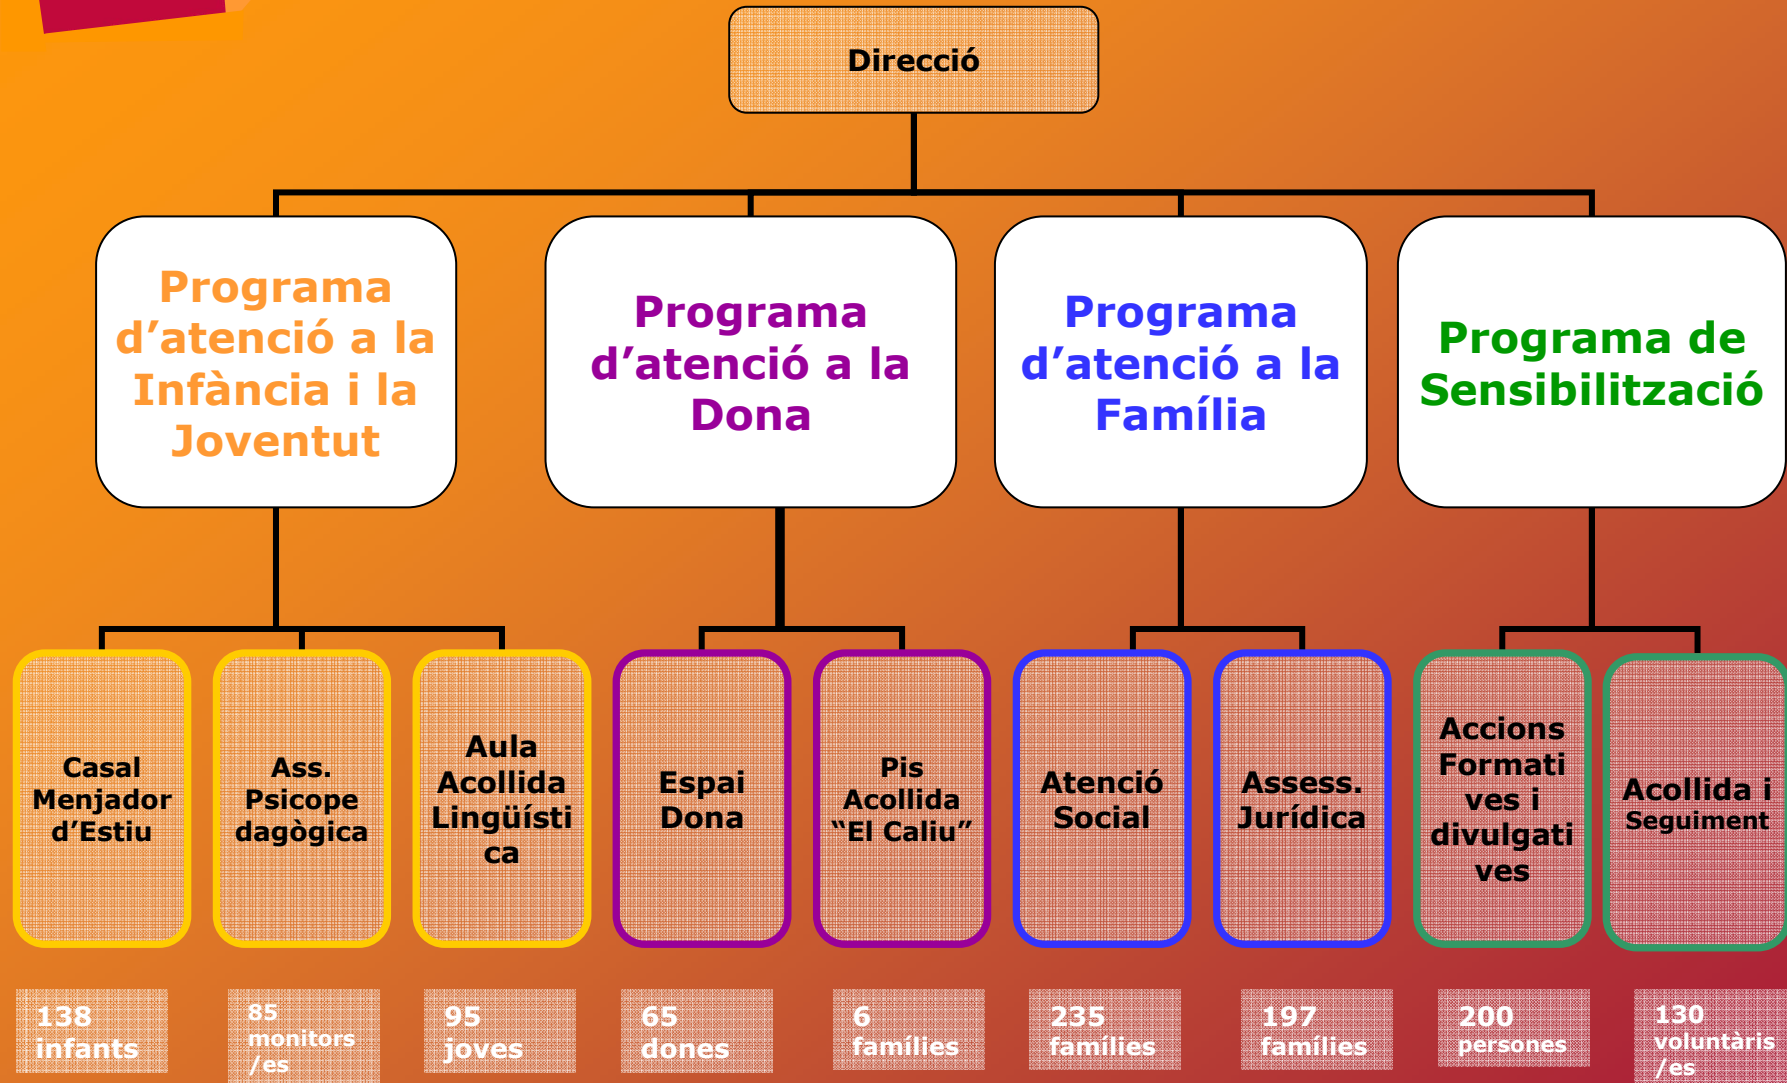 Direcció
Programa
d’atenció a la
Infància i la
Joventut
Programa
d’atenció a la
Dona
Programa
d’atenció a la
Família
Programa de
Sensibilització
Casal
Menjador
d’Estiu
Ass.
Psicope
dagògica
Aula
Acollida
Lingüísti
ca
Espai
Dona
Pis
Acollida
“El Caliu”
Atenció
Social
Assess.
Jurídica
Accions
Formati
ves i
divulgati
ves
Acollida i
Seguiment
138
infants
85
monitors
/es
95
joves
65
dones
6
famílies
235
famílies
197
famílies
200
persones
130
voluntàris
/es